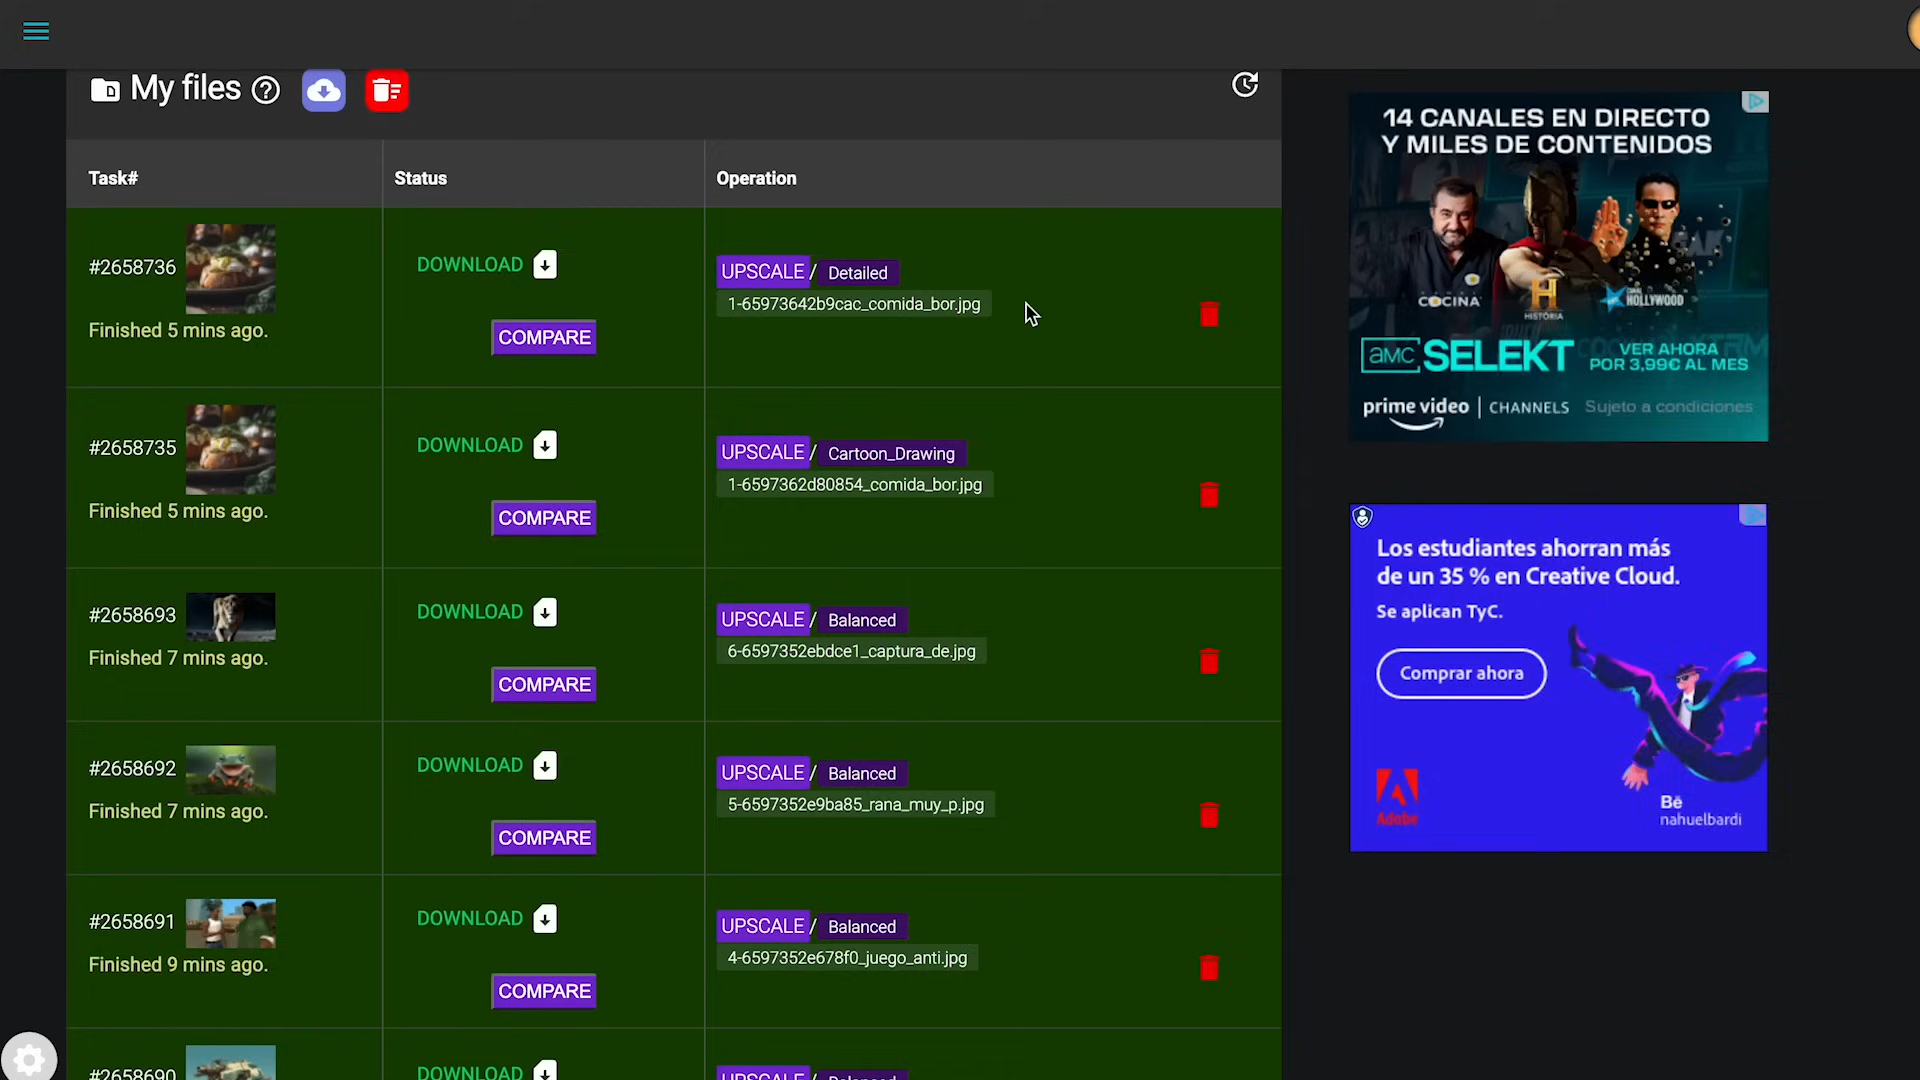 My files
Task#
Status
Operation
#2658736
Finished 5 mins ago.
DOWNLOAD
COMPARE
UPSCALE / Detailed
1-65973642b9cac_comida_bor.jpg
#2658735
Finished 5 mins ago.
DOWNLOAD
COMPARE
UPSCALE / Cartoon_Drawing
1-6597362d80854_comida_bor.jpg
#2658693
Finished 7 mins ago.
DOWNLOAD
COMPARE
UPSCALE / Balanced
6-6597352ebdce1_captura_de.jpg
#2658692
Finished 7 mins ago.
DOWNLOAD
COMPARE
UPSCALE / Balanced
5-6597352e9ba85_rana_muy_p.jpg
#2658691
Finished 9 mins ago.
DOWNLOAD
COMPARE
UPSCALE / Balanced
4-6597352e678f0_juego_anti.jpg
#2658690
DOWNLOAD
UPSCALE / Balanced
14 CANALES EN DIRECTO
Y MILES DE CONTENIDOS
COCINA
H
HISTORIA
HOLLYWOOD
amc SELEKT
VER AHORA
POR 3,99€ AL MES
prime video | CHANNELS
Sujeto a condiciones
Los estudiantes ahorran más
de un 35 % en Creative Cloud.
Se aplican TyC.
Comprar ahora
Adobe
Bē
nahuelbardi